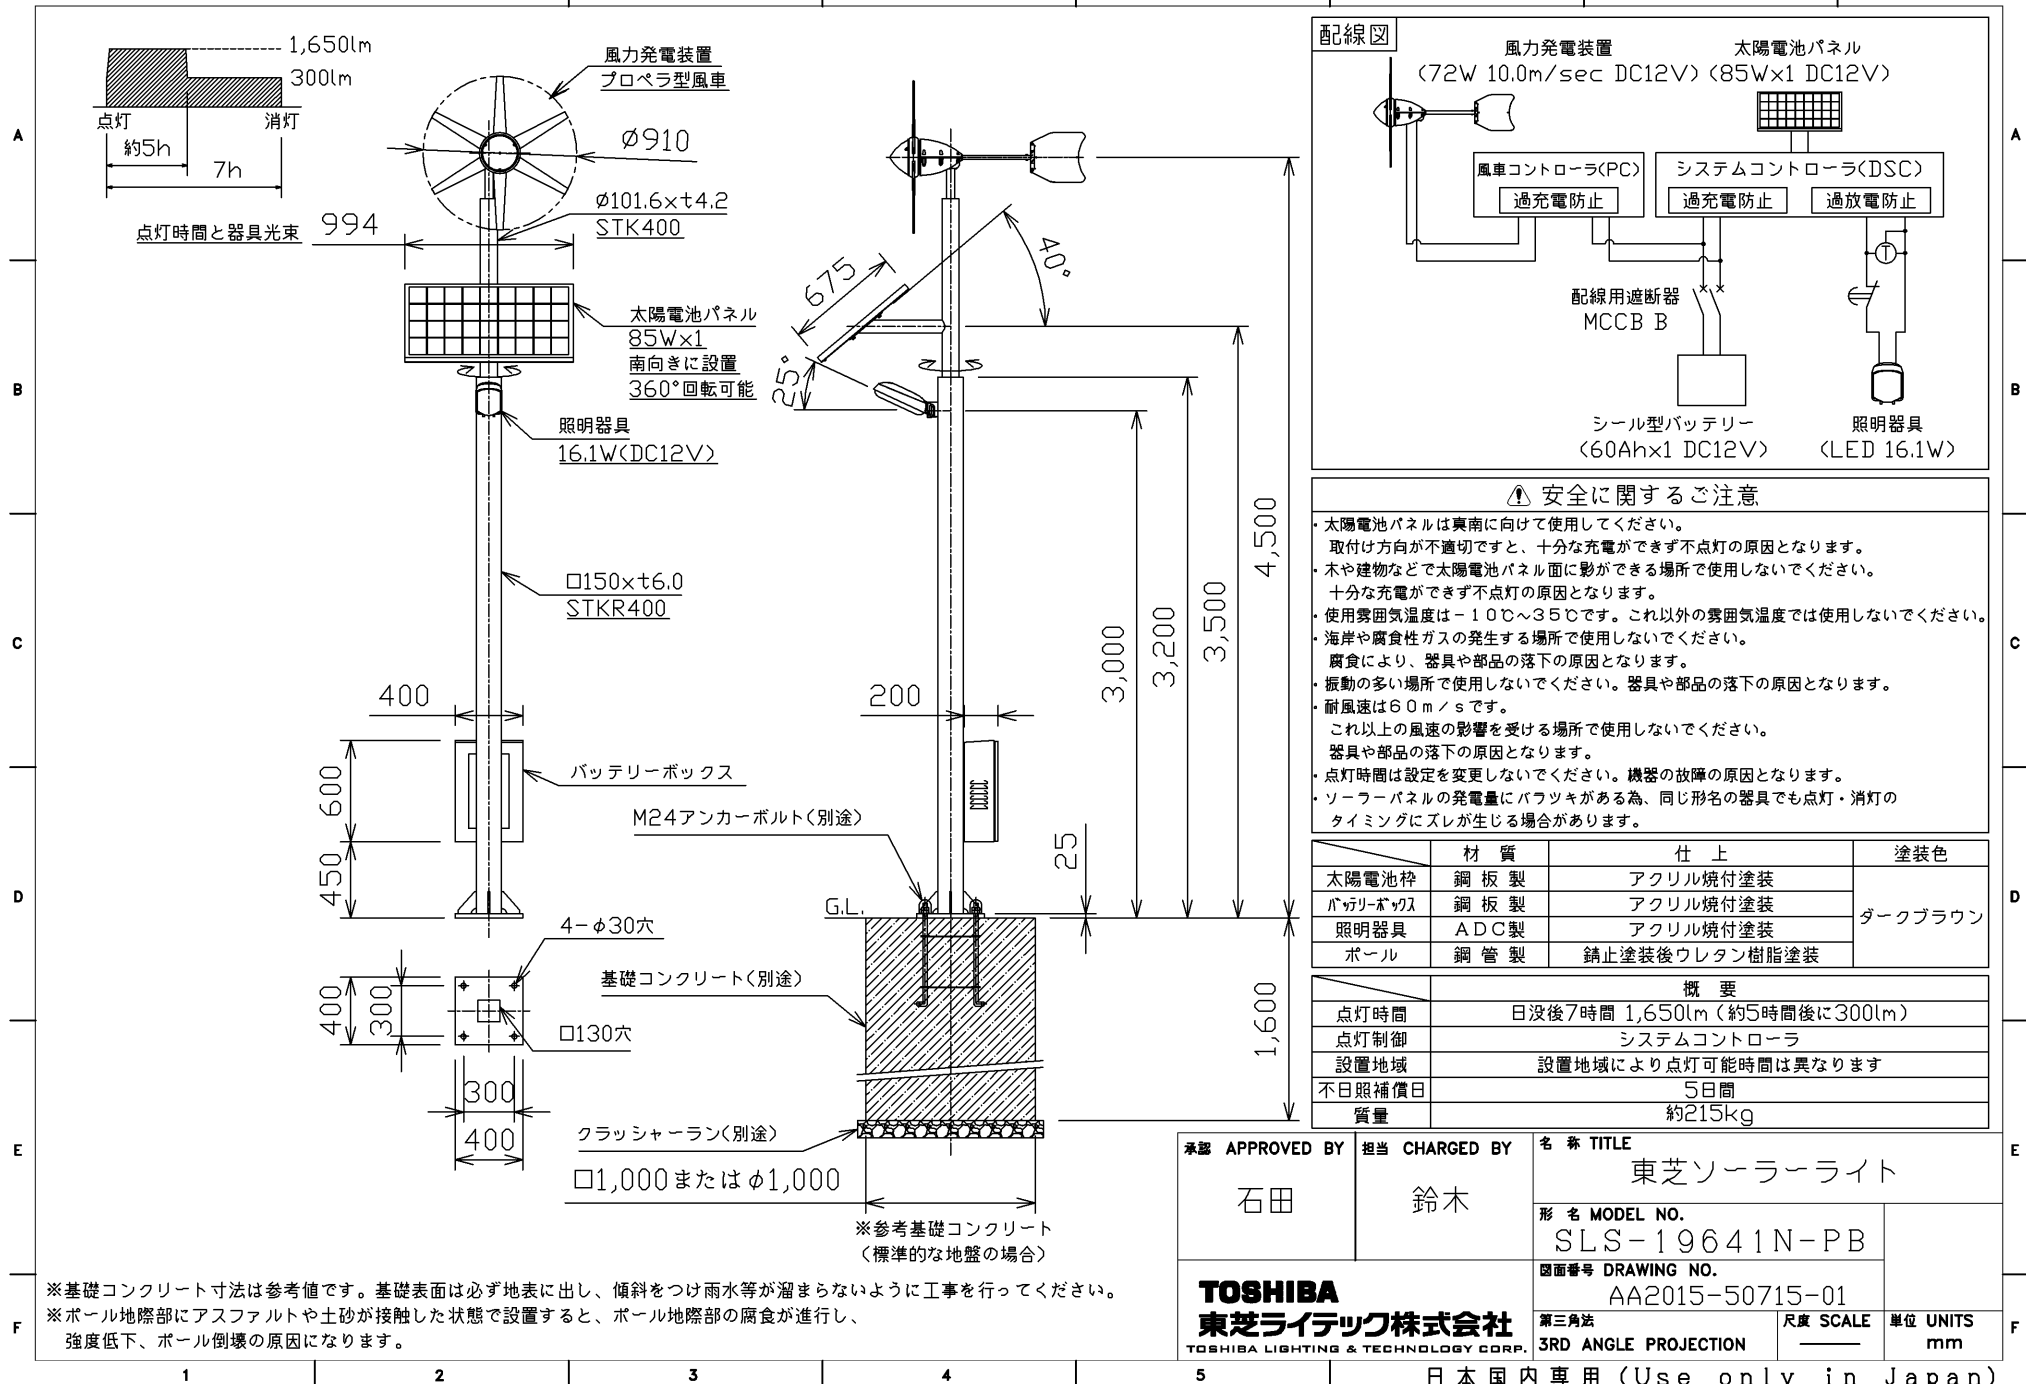 1,650lm
300lm
点灯
消灯
約5h
7h
点灯時間と器具光束
994
風力発電装置
プロペラ型風車
φ910
φ101.6×t4.2
STK400
太陽電池パネル
85W×1
南向きに設置
360°回転可能
照明器具
16.1W(DC12V)
□150×t6.0
STKR400
400
600
450
バッテリーボックス
M24アンカーボルト(別途)
4-φ30穴
基礎コンクリート(別途)
400
300
□130穴
300
400
クラッシャーラン(別途)
□1,000またはφ1,000
※参考基礎コンクリート
(標準的な地盤の場合)
675
40°
25°
200
G.L.
25
3,000
3,200
3,500
4,500
1,600
※基礎コンクリート寸法は参考値です。基礎表面は必ず地表に出し、傾斜をつけ雨水等が溜まらないように工事を行ってください。
※ポール地際部にアスファルトや土砂が接触した状態で設置すると、ポール地際部の腐食が進行し、
強度低下、ポール倒壊の原因になります。
配線図
風力発電装置 太陽電池パネル
(72W 10.0m/sec DC12V) (85W×1 DC12V)
風車コントローラ(PC) システムコントローラ(DSC)
過充電防止 過充電防止 過放電防止
T
配線用遮断器
MCCB B
シール型バッテリー 照明器具
(60Ah×1 DC12V) (LED 16.1W)
安全に関するご注意
・太陽電池パネルは真南に向けて使用してください。
取付け方向が不適切ですと、十分な充電ができず不点灯の原因となります。
・木や建物などで太陽電池パネル面に影ができる場所で使用しないでください。
十分な充電ができず不点灯の原因となります。
・使用雰囲気温度は－10℃～35℃です。これ以外の雰囲気温度では使用しないでください。
・海岸や腐食性ガスの発生する場所で使用しないでください。
腐食により、器具や部品の落下の原因となります。
・振動の多い場所で使用しないでください。器具や部品の落下の原因となります。
・耐風速は60m／sです。
これ以上の風速の影響を受ける場所で使用しないでください。
器具や部品の落下の原因となります。
・点灯時間は設定を変更しないでください。機器の故障の原因となります。
・ソーラーパネルの発電量にバラツキがある為、同じ形名の器具でも点灯・消灯の
タイミングにズレが生じる場合があります。
材 質 仕 上 塗装色
太陽電池枠 鋼 板 製 アクリル焼付塗装
バッテリーボックス 鋼 板 製 アクリル焼付塗装
ダークブラウン
照明器具 ADC製 アクリル焼付塗装
ポール 鋼 管 製 錆止塗装後ウレタン樹脂塗装
概 要
点灯時間 日没後7時間 1,650lm(約5時間後に300lm)
点灯制御 システムコントローラ
設置地域 設置地域により点灯可能時間は異なります
不日照補償日 5日間
質量 約215kg
承認 APPROVED BY 担当 CHARGED BY 名 称 TITLE
石田 鈴木 東芝ソーラーライト
形 名 MODEL NO.
SLS-19641N-PB
図面番号 DRAWING NO.
AA2015-50715-01
TOSHIBA
東芝ライテック株式会社
TOSHIBA LIGHTING & TECHNOLOGY CORP.
第三角法 尺度 SCALE 単位 UNITS
3RD ANGLE PROJECTION mm
日本国内専用(Use only in Japan)
A
B
C
D
E
F
A
B
C
D
E
F
1 2 3 4 5